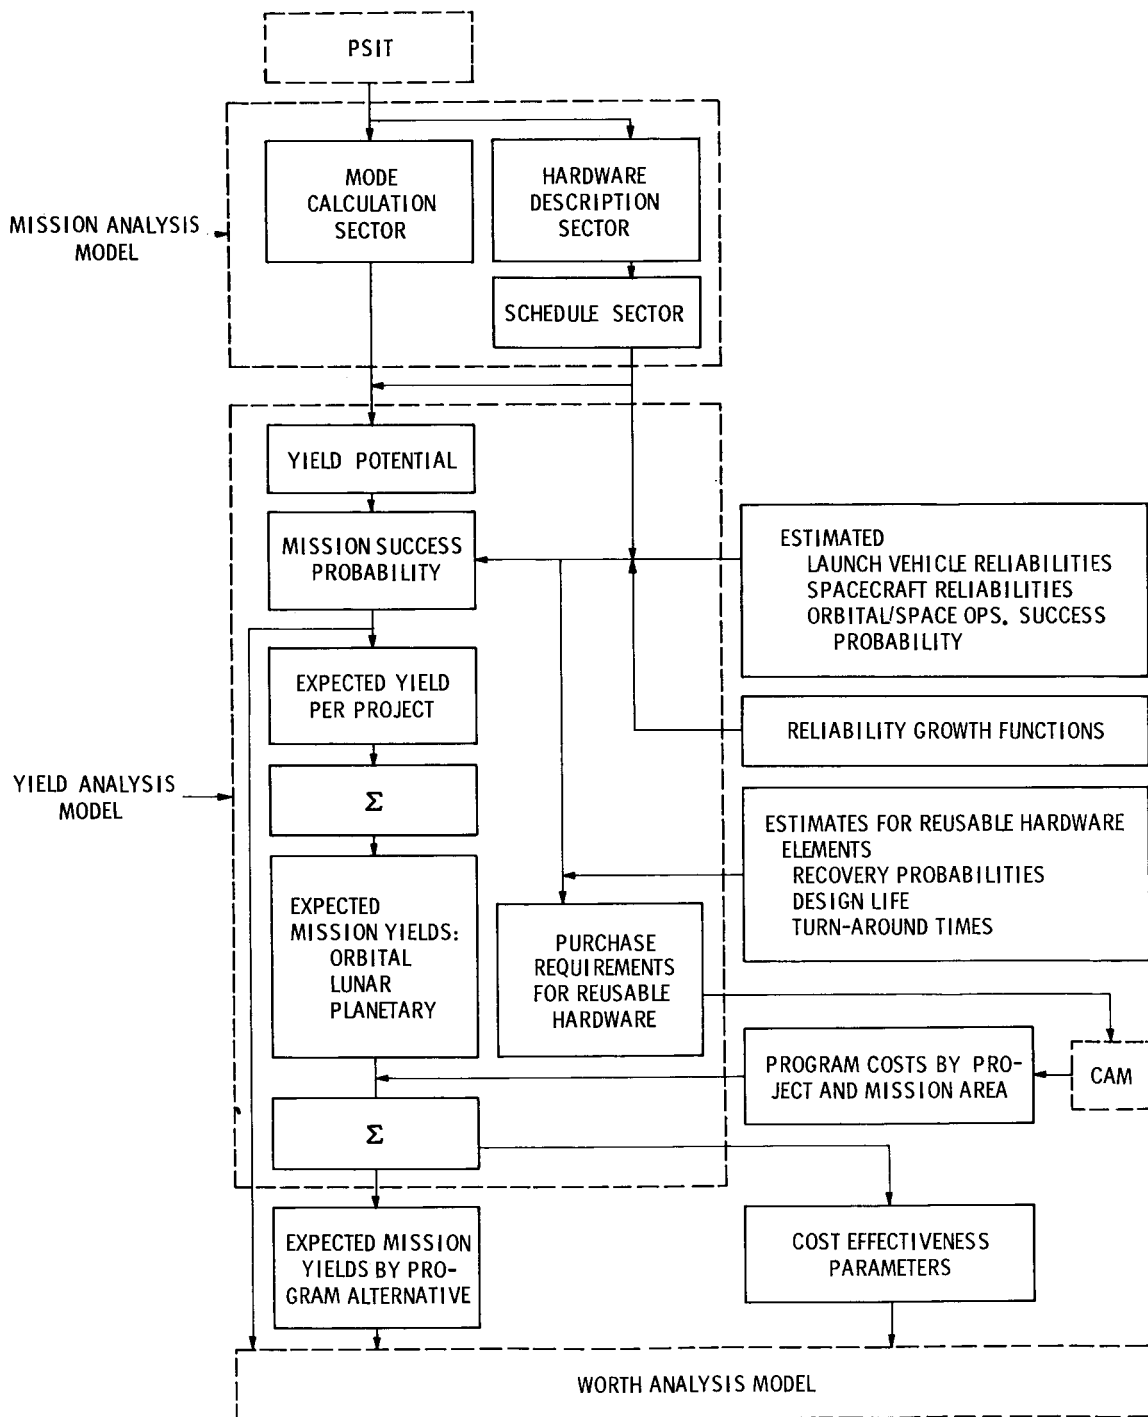 PSIT
MODE
CALCULATION
SECTOR
HARDWARE
DESCRIPTION
SECTOR
MISSION ANALYSIS
MODEL
SCHEDULE SECTOR
YIELD POTENTIAL
MISSION SUCCESS
PROBABILITY
ESTIMATED
LAUNCH VEHICLE RELIABILITIES
SPACECRAFT RELIABILITIES
ORBITAL/SPACE OPS. SUCCESS
PROBABILITY
EXPECTED YIELD
PER PROJECT
RELIABILITY GROWTH FUNCTIONS
YIELD ANALYSIS
MODEL
Σ
ESTIMATES FOR REUSABLE HARDWARE
ELEMENTS
RECOVERY PROBABILITIES
DESIGN LIFE
TURN-AROUND TIMES
EXPECTED
MISSION YIELDS:
ORBITAL
LUNAR
PLANETARY
PURCHASE
REQUIREMENTS
FOR REUSABLE
HARDWARE
PROGRAM COSTS BY PRO-
JECT AND MISSION AREA
CAM
Σ
EXPECTED MISSION
YIELDS BY PRO-
GRAM ALTERNATIVE
COST EFFECTIVENESS
PARAMETERS
WORTH ANALYSIS MODEL